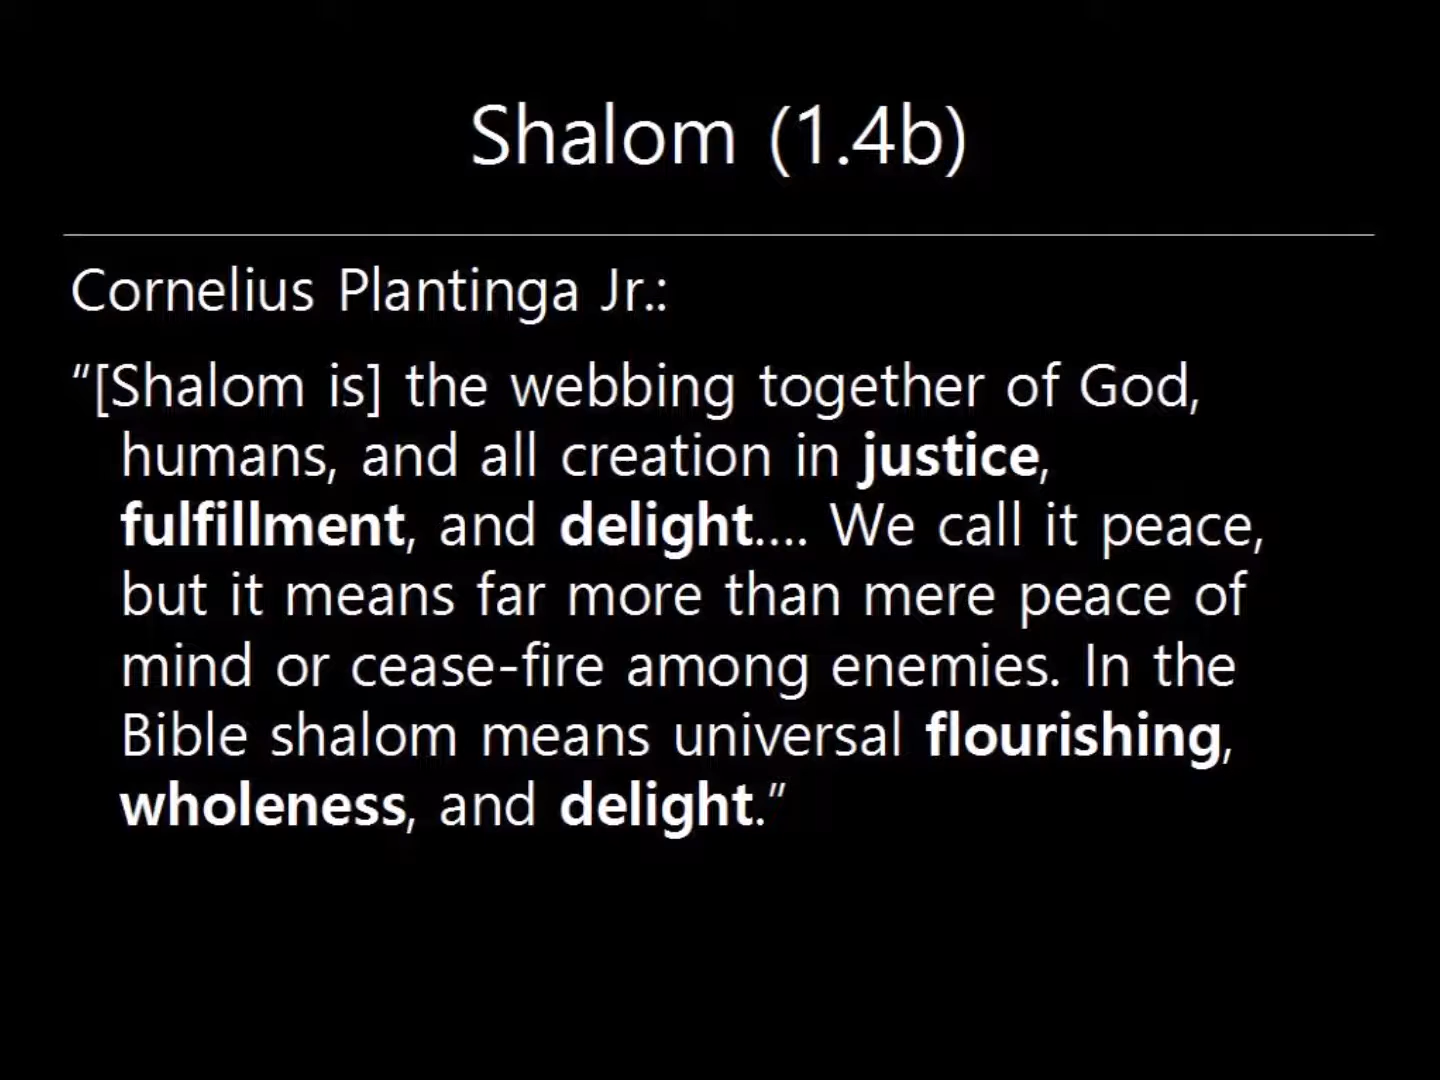 Shalom (1.4b)
Cornelius Plantinga Jr.:
“[Shalom is] the webbing together of God,
humans, and all creation in justice,
fulfillment, and delight…. We call it peace,
but it means far more than mere peace of
mind or cease-fire among enemies. In the
Bible shalom means universal flourishing,
wholeness, and delight.”